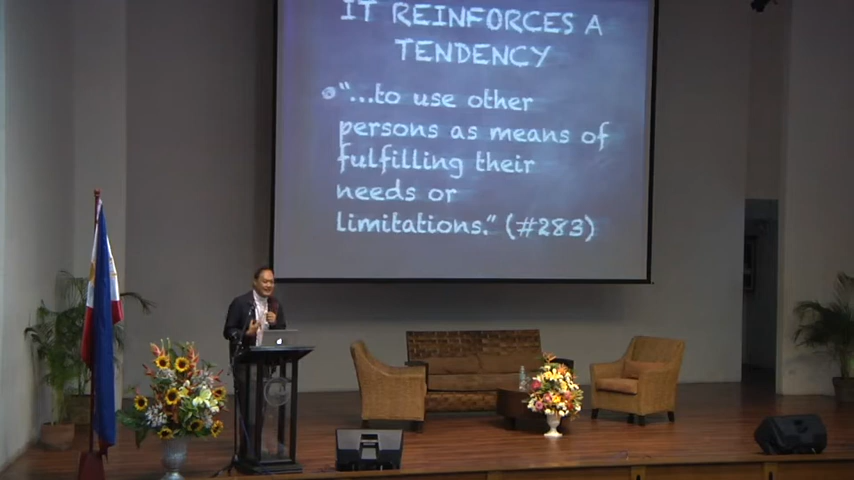 IT REINFORCES A
TENDENCY
"...to use other
persons as means of
fulfilling their
needs or
limitations." (#283)